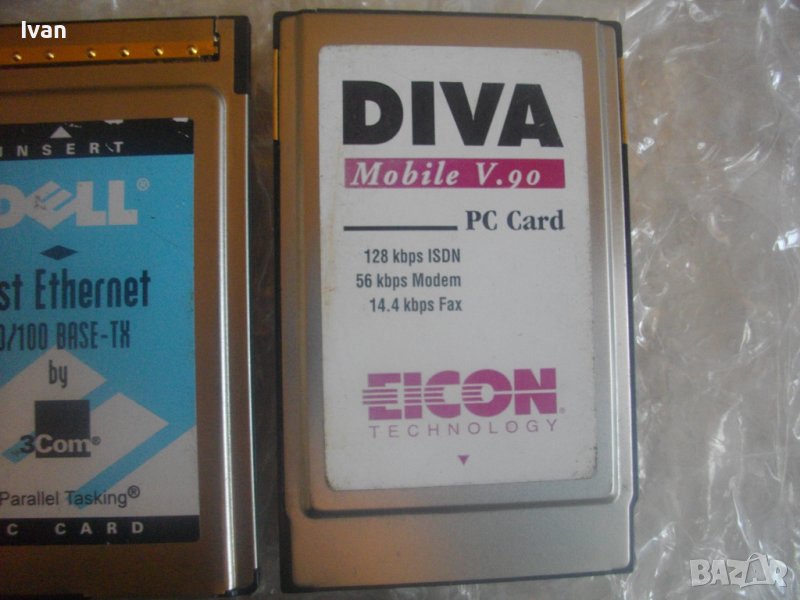 Ivan
INSERT
DELL®
st Ethernet
/100 BASE-TX
by
3Com®
Parallel Tasking®
C CARD
DIVA
Mobile V.90
PC Card
128 kbps ISDN
56 kbps Modem
14.4 kbps Fax
EICON®
TECHNOLOGY
BAZAR